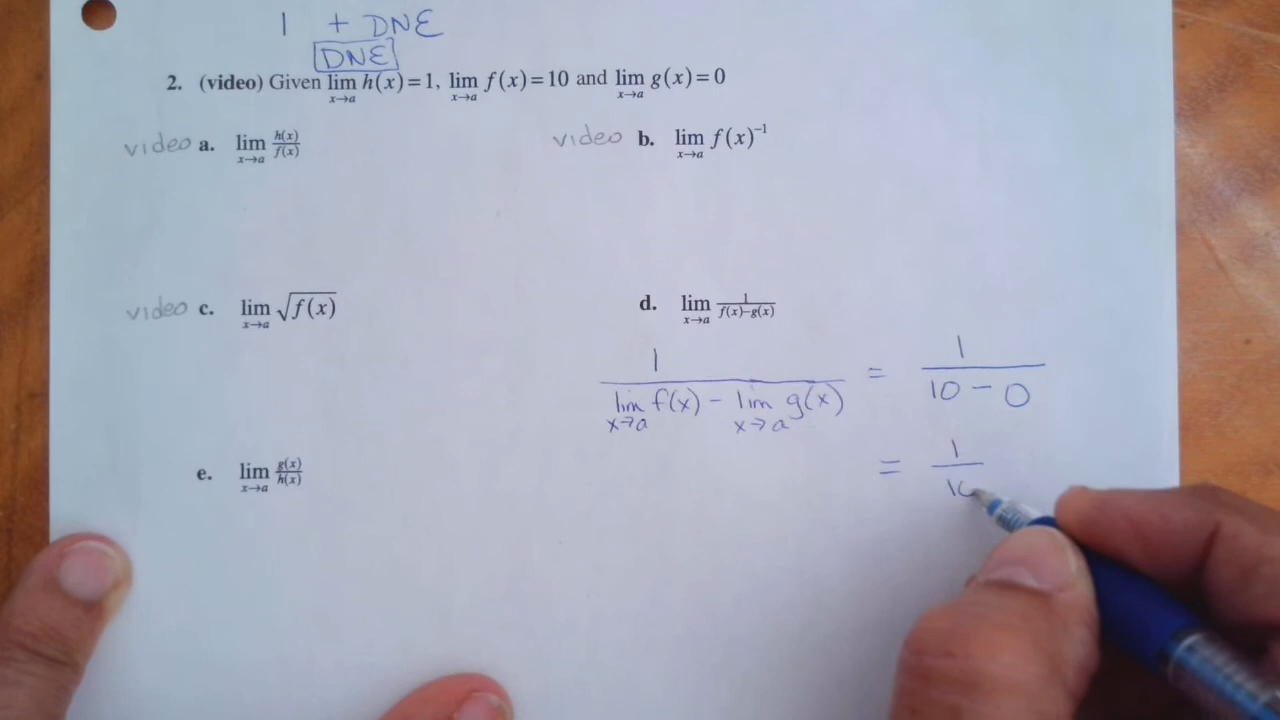 1 + DNE
DNE
2. (video) Given lim x→a h(x)=1, lim x→a f(x)=10 and lim x→a g(x)=0
video a. lim x→a h(x)/f(x)
video b. lim x→a f(x)⁻¹
video c. lim x→a √f(x)
d. lim x→a 1/(f(x)−g(x))
1/(lim x→a f(x) − lim x→a g(x)) = 1/(10 − 0)
= 1/10
e. lim x→a g(x)/h(x)